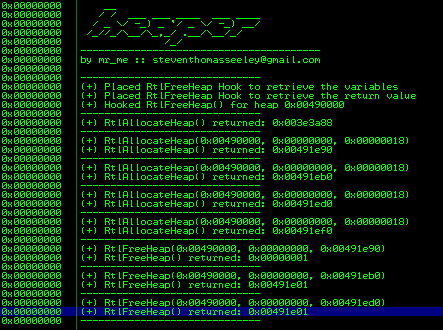 0x00000000
0x00000000
0x00000000
0x00000000
0x00000000
0x00000000 ----------------------------------------
0x00000000 by mr_me :: steventhomasseeley@gmail.com
0x00000000
0x00000000 ------------------------------
0x00000000 (+) Placed RtlFreeHeap Hook to retrieve the variables
0x00000000 (+) Placed RtlFreeHeap Hook to retrieve the return value
0x00000000 (+) Hooked RtlFreeHeap() for heap 0x00490000
0x00000000 ------------------------------
0x00000000 (+) RtlAllocateHeap() returned: 0x003e3a88
0x00000000 ------------------------------
0x00000000 (+) RtlAllocateHeap(0x00490000, 0x00000000, 0x00000018)
0x00000000 (+) RtlAllocateHeap() returned: 0x00491e90
0x00000000 ------------------------------
0x00000000 (+) RtlAllocateHeap(0x00490000, 0x00000000, 0x00000018)
0x00000000 (+) RtlAllocateHeap() returned: 0x00491eb0
0x00000000 ------------------------------
0x00000000 (+) RtlAllocateHeap(0x00490000, 0x00000000, 0x00000018)
0x00000000 (+) RtlAllocateHeap() returned: 0x00491ed0
0x00000000 ------------------------------
0x00000000 (+) RtlAllocateHeap(0x00490000, 0x00000000, 0x00000018)
0x00000000 (+) RtlAllocateHeap() returned: 0x00491ef0
0x00000000 ------------------------------
0x00000000 (+) RtlFreeHeap(0x00490000, 0x00000000, 0x00491e90)
0x00000000 (+) RtlFreeHeap() returned: 0x00000001
0x00000000 ------------------------------
0x00000000 (+) RtlFreeHeap(0x00490000, 0x00000000, 0x00491eb0)
0x00000000 (+) RtlFreeHeap() returned: 0x00491e01
0x00000000 ------------------------------
0x00000000 (+) RtlFreeHeap(0x00490000, 0x00000000, 0x00491ed0)
0x00000000 (+) RtlFreeHeap() returned: 0x00491e01
0x00000000 ------------------------------